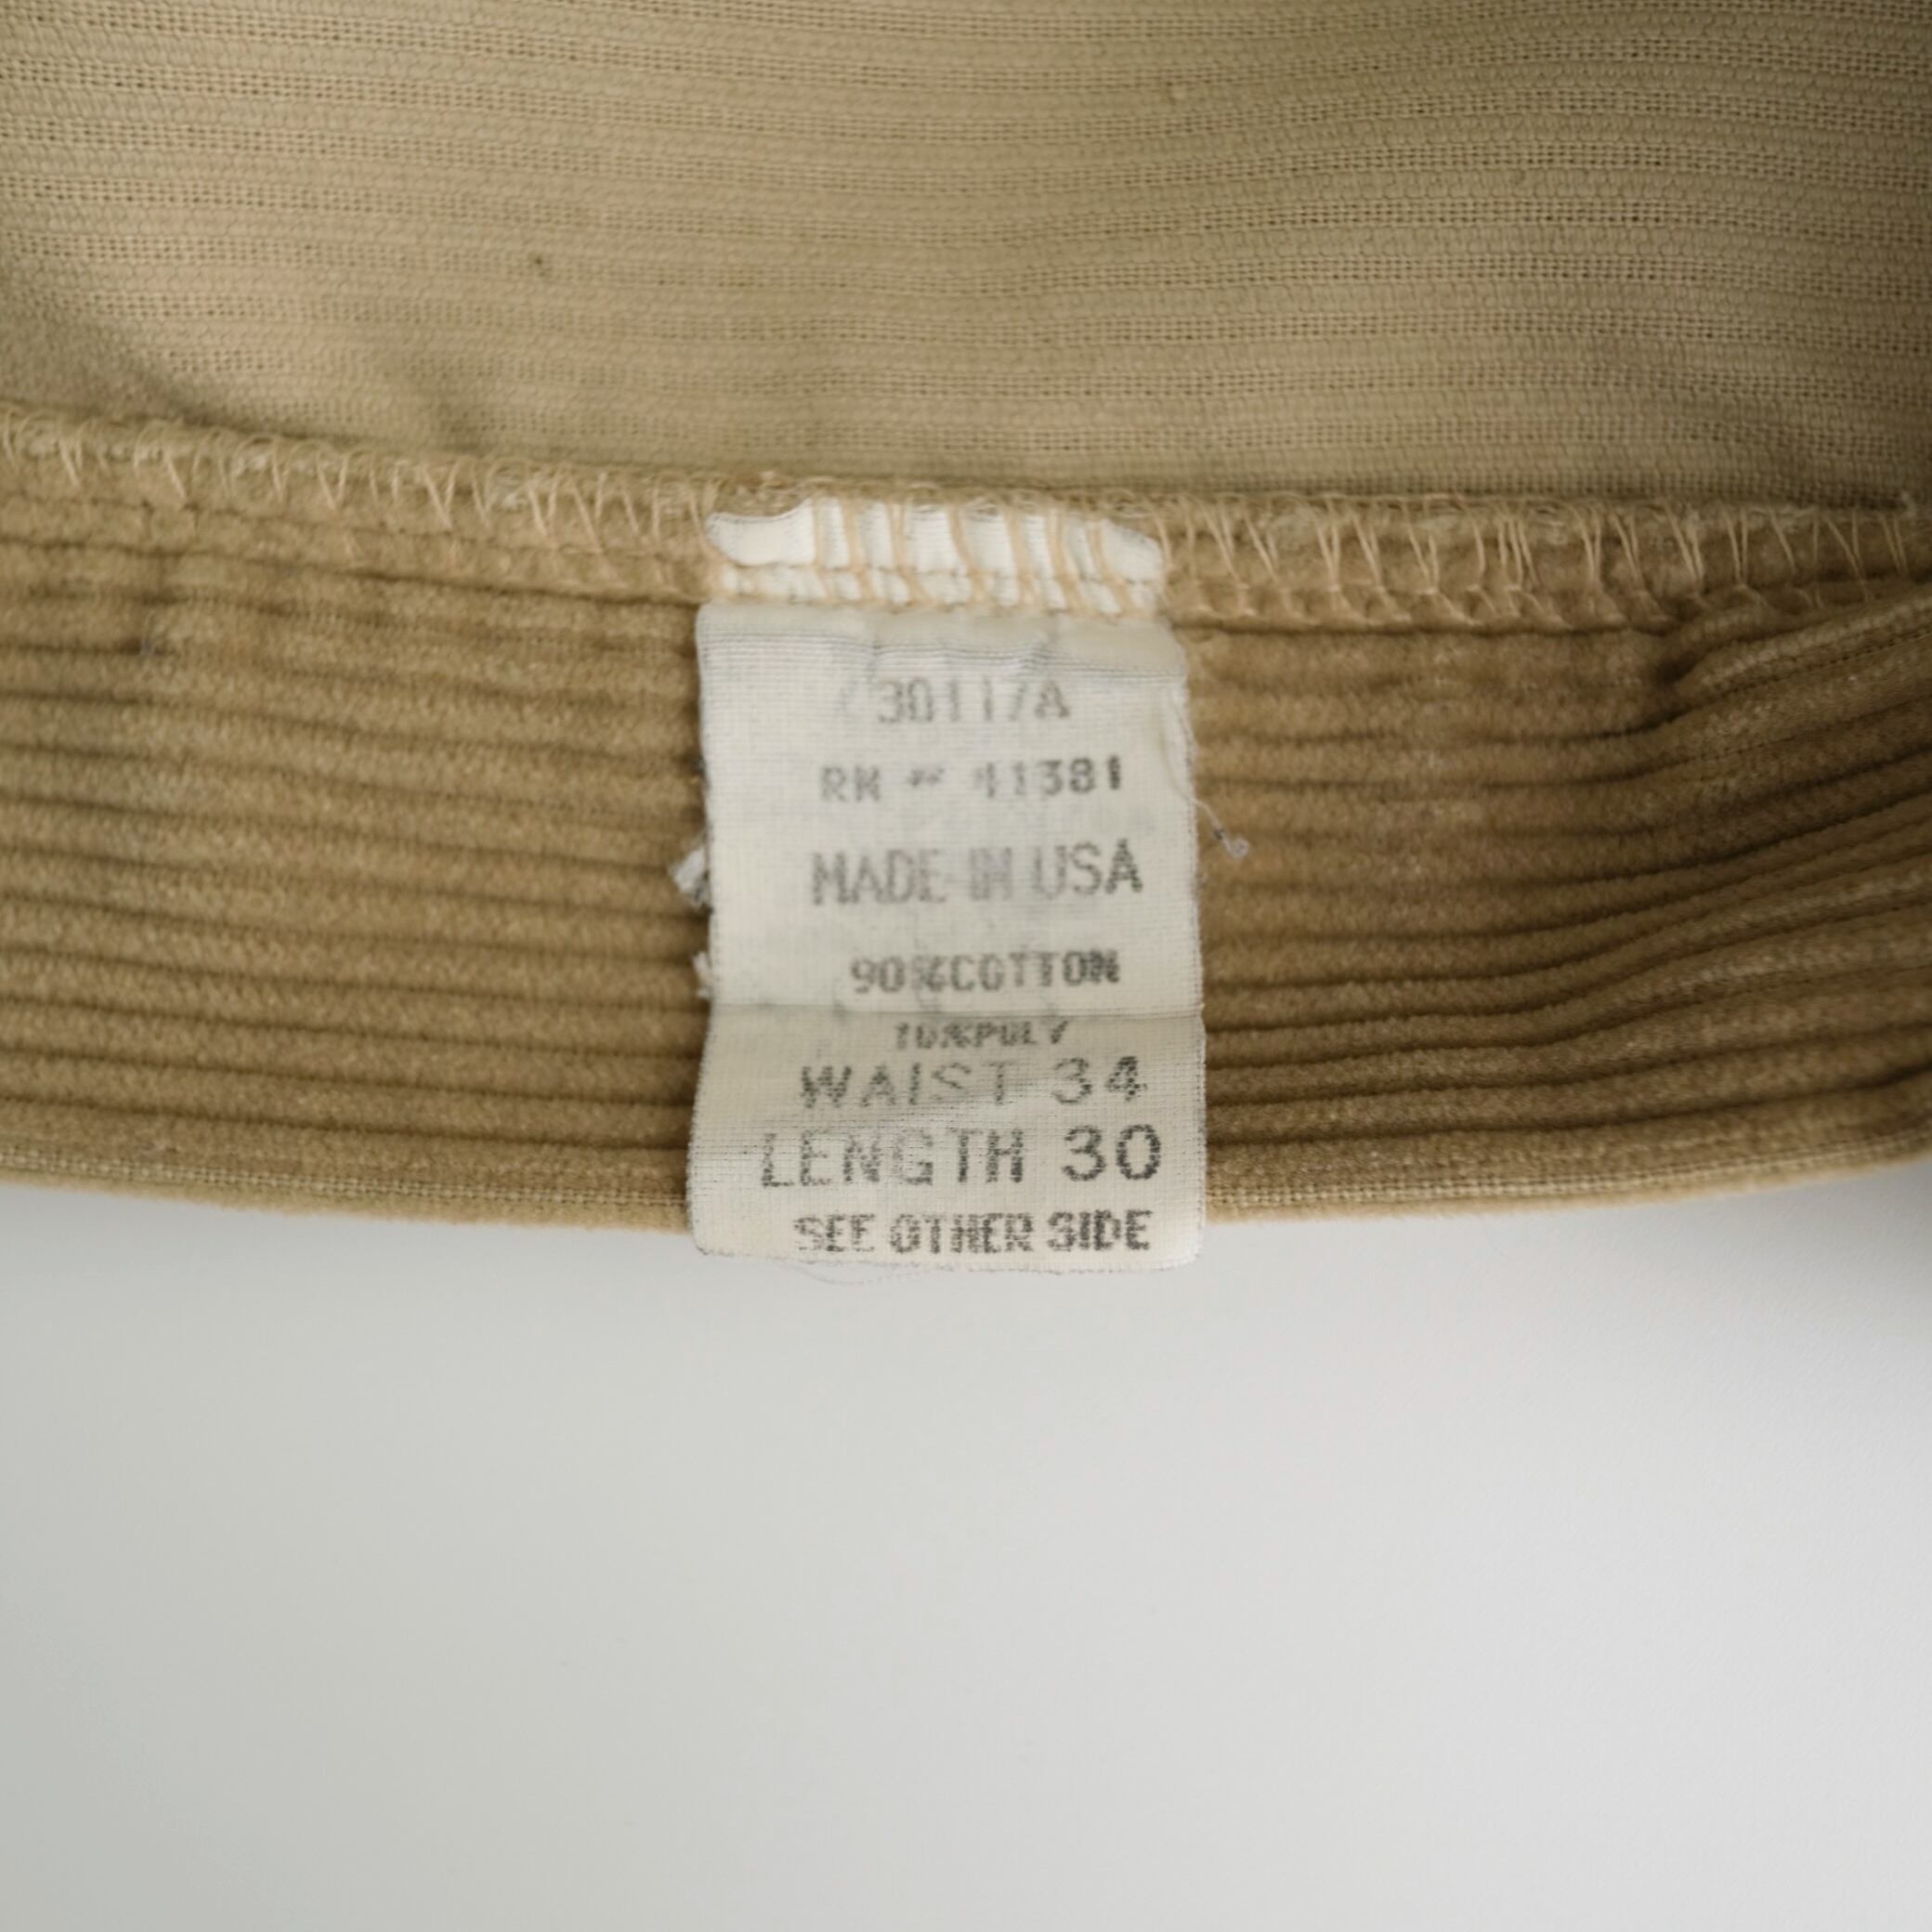 30117A
RN # 41381
MADE IN USA
90%COTTON
10%POLY
WAIST 34
LENGTH 30
SEE OTHER SIDE